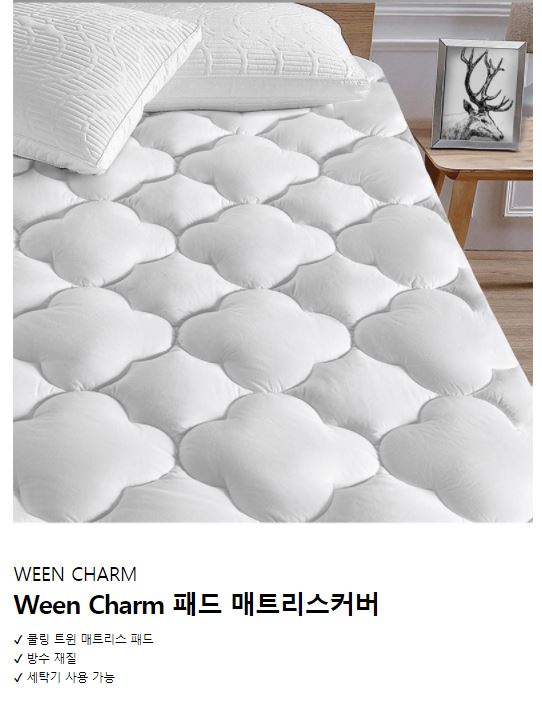 WEEN CHARM
Ween Charm 패드 매트리스커버
✓ 쿨링 트윈 매트리스 패드
✓ 방수 재질
✓ 세탁기 사용 가능